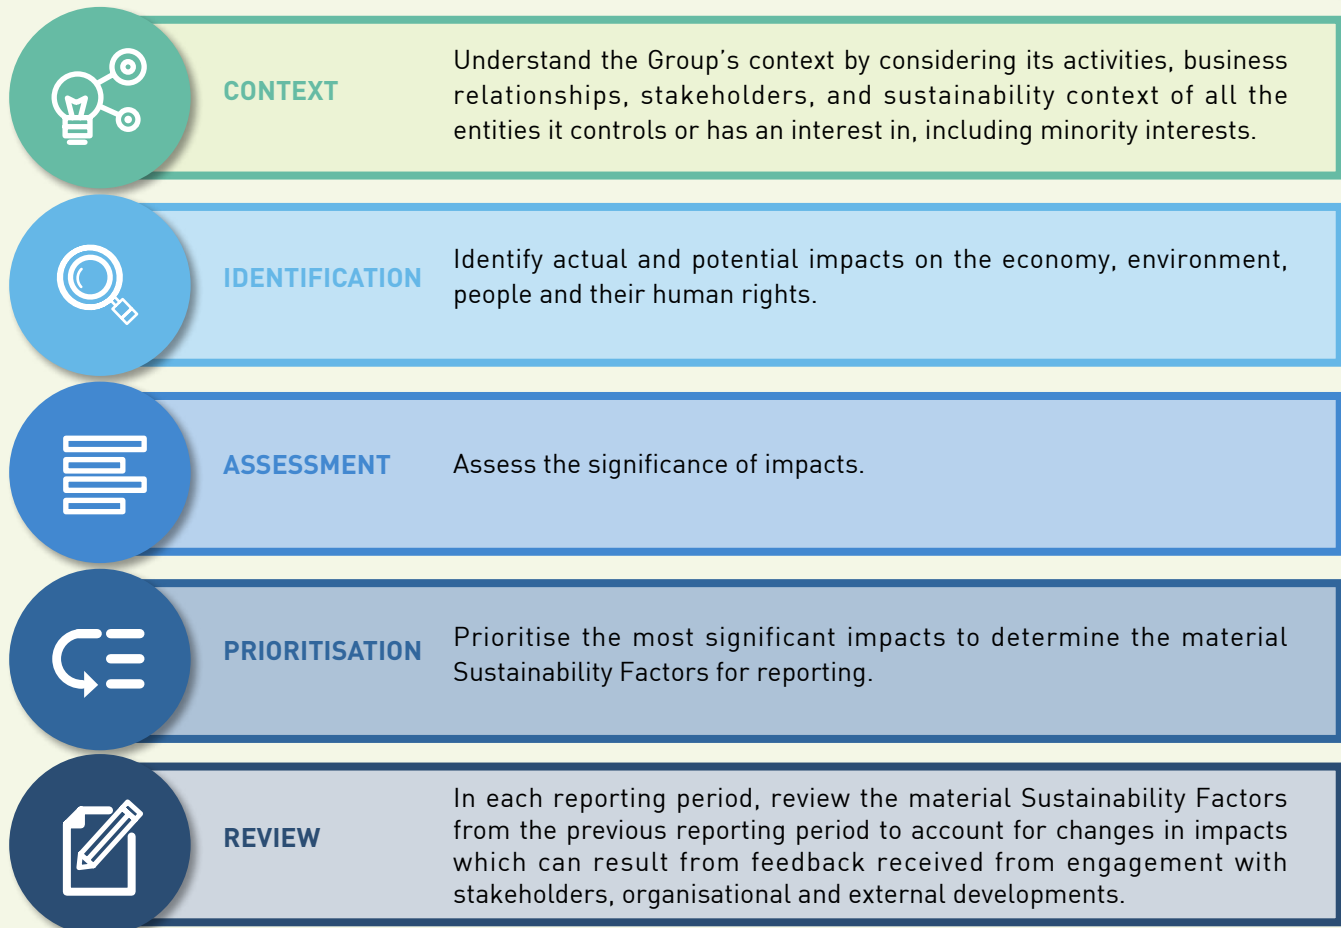 CONTEXT
Understand the Group's context by considering its activities, business
relationships, stakeholders, and sustainability context of all the
entities it controls or has an interest in, including minority interests.
IDENTIFICATION
Identify actual and potential impacts on the economy, environment,
people and their human rights.
ASSESSMENT
Assess the significance of impacts.
PRIORITISATION
Prioritise the most significant impacts to determine the material
Sustainability Factors for reporting.
REVIEW
In each reporting period, review the material Sustainability Factors
from the previous reporting period to account for changes in impacts
which can result from feedback received from engagement with
stakeholders, organisational and external developments.